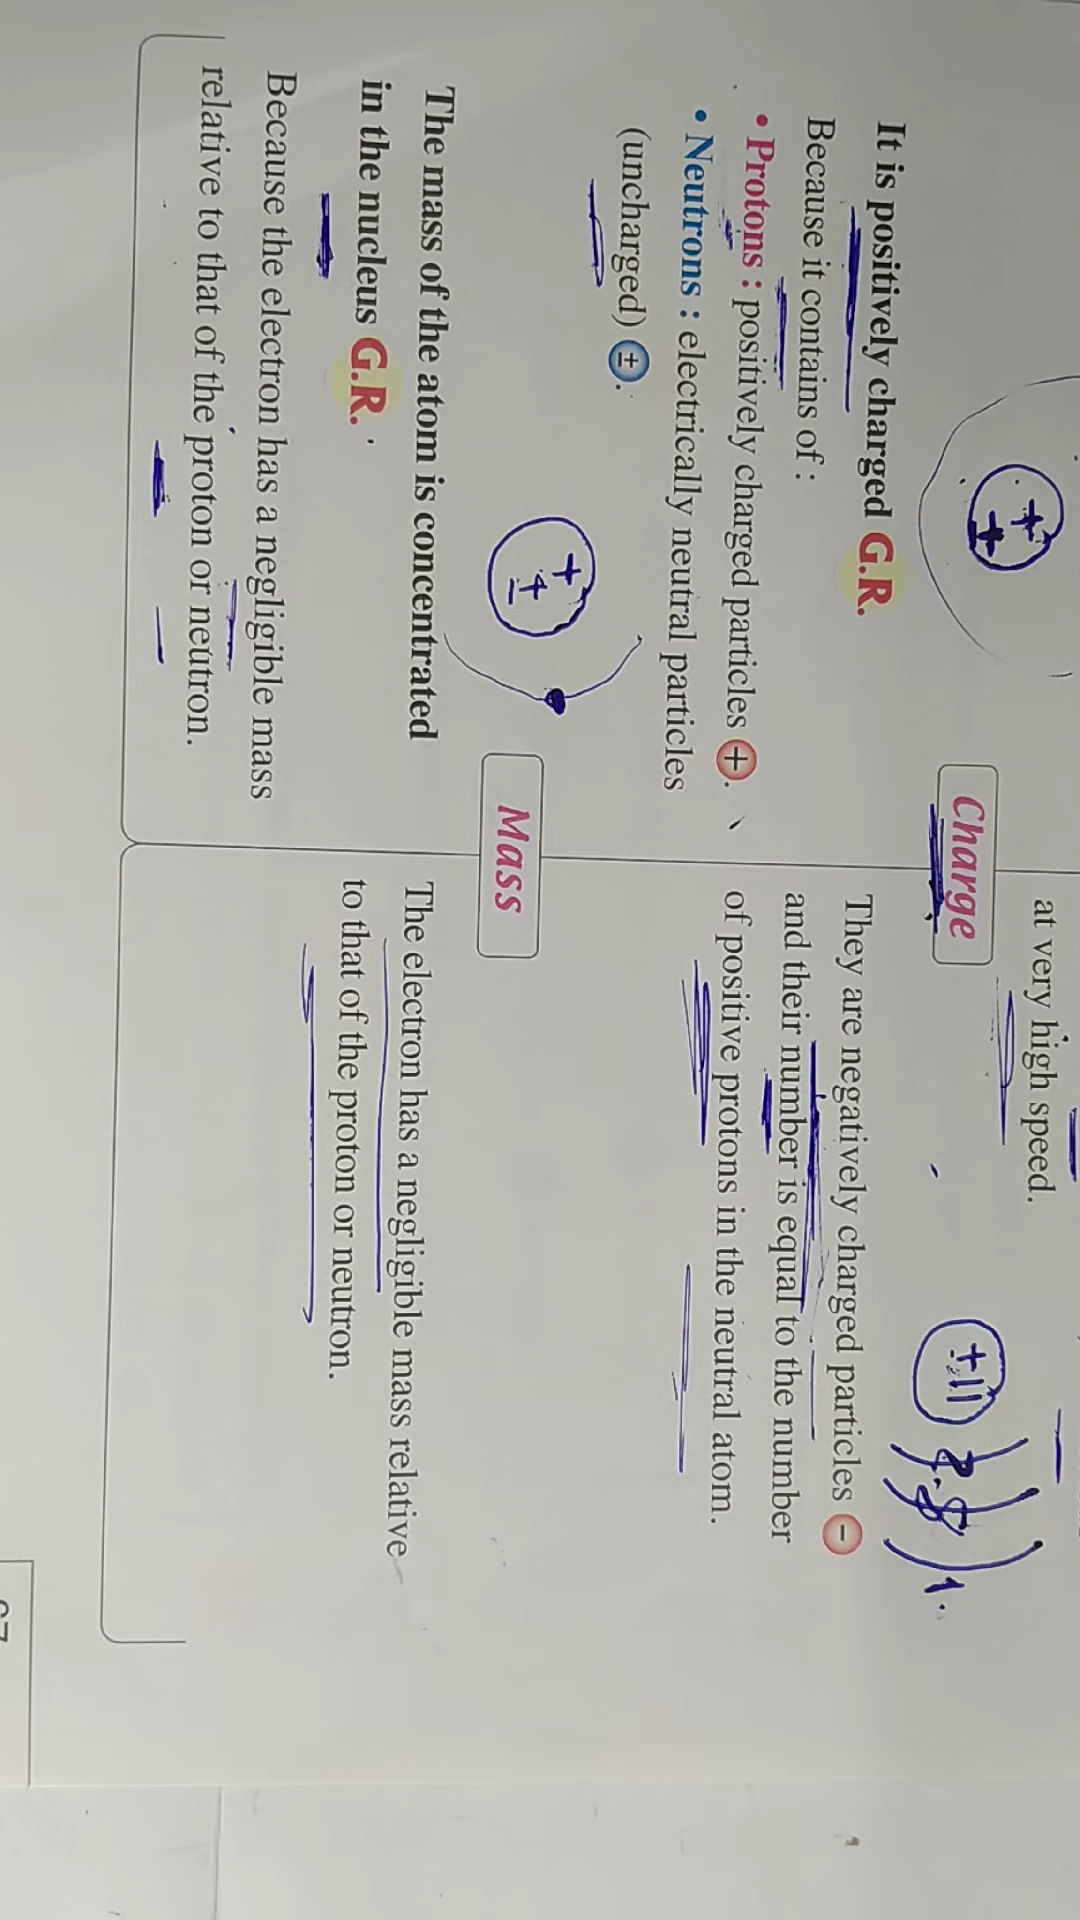 at very high speed.
Charge
It is positively charged G.R.
Because it contains of :
• Protons : positively charged particles +.
• Neutrons : electrically neutral particles
(uncharged) ±.
They are negatively charged particles -
and their number is equal to the number
of positive protons in the neutral atom.
+11 2 8 1
Mass
The mass of the atom is concentrated
in the nucleus G.R.
Because the electron has a negligible mass
relative to that of the proton or neutron.
The electron has a negligible mass relative
to that of the proton or neutron.